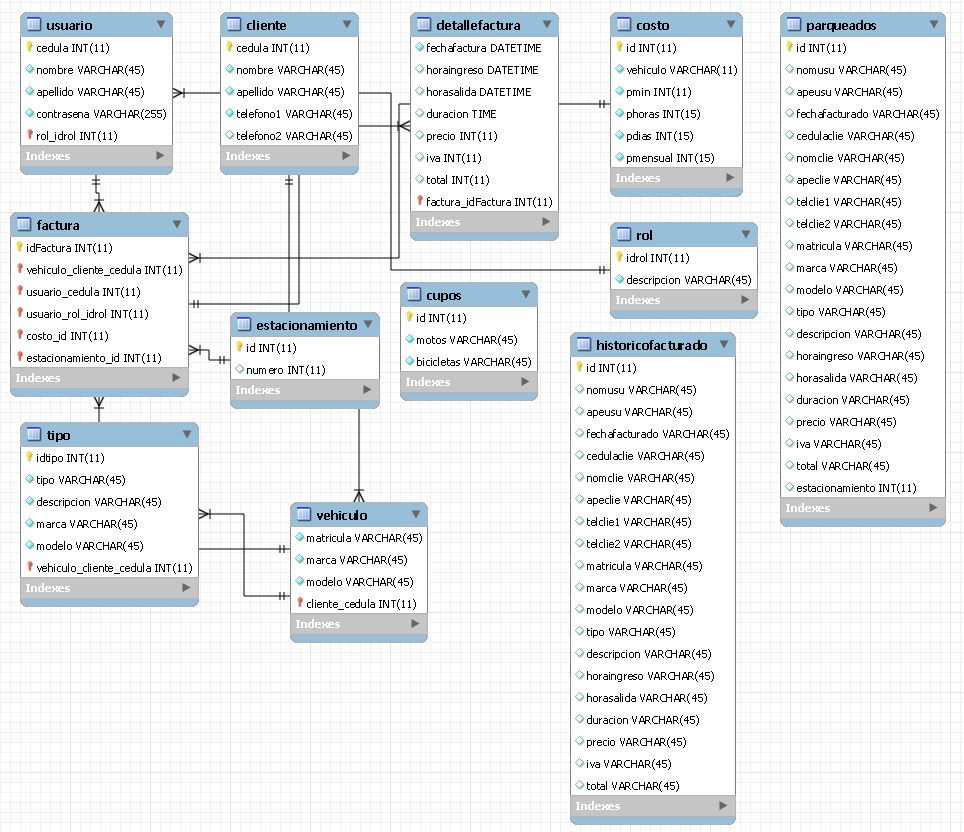 usuario
cedula INT(11)
nombre VARCHAR(45)
apellido VARCHAR(45)
contrasena VARCHAR(255)
rol_idrol INT(11)
Indexes
cliente
cedula INT(11)
nombre VARCHAR(45)
apellido VARCHAR(45)
telefono1 VARCHAR(45)
telefono2 VARCHAR(45)
Indexes
detallefactura
fechafactura DATETIME
horaingreso DATETIME
horasalida DATETIME
duracion TIME
precio INT(11)
iva INT(11)
total INT(11)
factura_idFactura INT(11)
Indexes
costo
id INT(11)
vehiculo VARCHAR(11)
pmin INT(11)
phoras INT(15)
pdias INT(15)
pmensual INT(15)
Indexes
parqueados
id INT(11)
nomusu VARCHAR(45)
apeusu VARCHAR(45)
fechafacturado VARCHAR(45)
cedulaclie VARCHAR(45)
nomclie VARCHAR(45)
apeclie VARCHAR(45)
telclie1 VARCHAR(45)
telclie2 VARCHAR(45)
matricula VARCHAR(45)
marca VARCHAR(45)
modelo VARCHAR(45)
tipo VARCHAR(45)
descripcion VARCHAR(45)
horaingreso VARCHAR(45)
horasalida VARCHAR(45)
duracion VARCHAR(45)
precio VARCHAR(45)
iva VARCHAR(45)
total VARCHAR(45)
estacionamiento INT(11)
Indexes
factura
idFactura INT(11)
vehiculo_cliente_cedula INT(11)
usuario_cedula INT(11)
usuario_rol_idrol INT(11)
costo_id INT(11)
estacionamiento_id INT(11)
Indexes
rol
idrol INT(11)
descripcion VARCHAR(45)
Indexes
cupos
id INT(11)
motos VARCHAR(45)
bicicletas VARCHAR(45)
Indexes
estacionamiento
id INT(11)
numero INT(11)
Indexes
historicofacturado
id INT(11)
nomusu VARCHAR(45)
apeusu VARCHAR(45)
fechafacturado VARCHAR(45)
cedulaclie VARCHAR(45)
nomclie VARCHAR(45)
apeclie VARCHAR(45)
telclie1 VARCHAR(45)
telclie2 VARCHAR(45)
matricula VARCHAR(45)
marca VARCHAR(45)
modelo VARCHAR(45)
tipo VARCHAR(45)
descripcion VARCHAR(45)
horaingreso VARCHAR(45)
horasalida VARCHAR(45)
duracion VARCHAR(45)
precio VARCHAR(45)
iva VARCHAR(45)
total VARCHAR(45)
Indexes
tipo
idtipo INT(11)
tipo VARCHAR(45)
descripcion VARCHAR(45)
marca VARCHAR(45)
modelo VARCHAR(45)
vehiculo_cliente_cedula INT(11)
Indexes
vehiculo
matricula VARCHAR(45)
marca VARCHAR(45)
modelo VARCHAR(45)
cliente_cedula INT(11)
Indexes